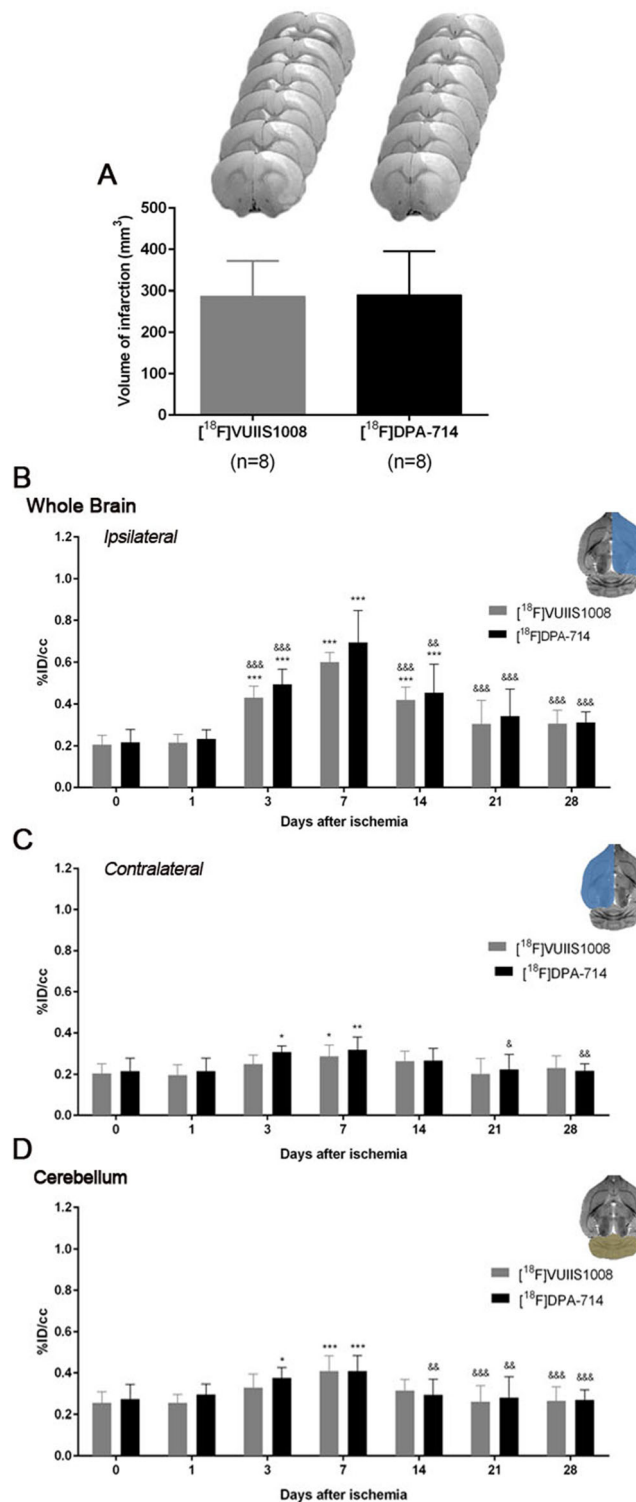 A
500
400
300
200
100
0
Volume of infarction (mm³)
[¹⁸F]VUIIS1008
[¹⁸F]DPA-714
(n=8)
(n=8)
B
Whole Brain
Ipsilateral
1.2
1.0
0.8
0.6
0.4
0.2
0.0
%ID/cc
[¹⁸F]VUIIS1008
[¹⁸F]DPA-714
&&& ***
&&& ***
***
***
&&& ***
&& ***
&&&
&&&
&&&
&&&
0 1 3 7 14 21 28
Days after ischemia
C
Contralateral
1.2
1.0
0.8
0.6
0.4
0.2
0.0
%ID/cc
[¹⁸F]VUIIS1008
[¹⁸F]DPA-714
* * ** & &&
0 1 3 7 14 21 28
Days after ischemia
D
Cerebellum
1.2
1.0
0.8
0.6
0.4
0.2
0.0
%ID/cc
[¹⁸F]VUIIS1008
[¹⁸F]DPA-714
* *** *** && &&& && &&& &&&
0 1 3 7 14 21 28
Days after ischemia